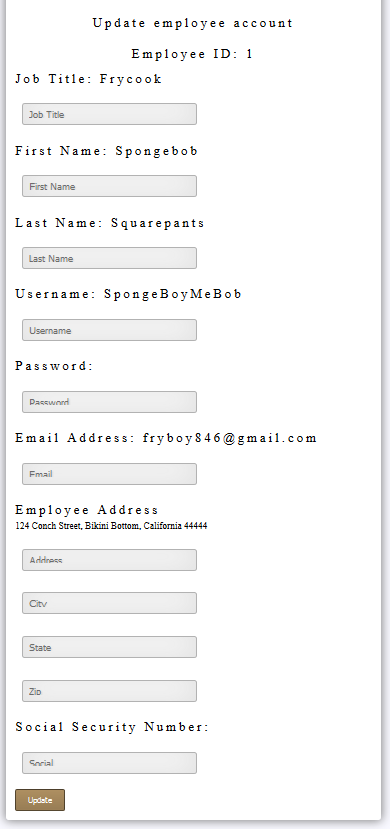 Update employee account
Employee ID: 1
Job Title: Frycook
Job Title
First Name: Spongebob
First Name
Last Name: Squarepants
Last Name
Username: SpongeBoyMeBob
Username
Password:
Password
Email Address: fryboy846@gmail.com
Email
Employee Address
124 Conch Street, Bikini Bottom, California 44444
Address
City
State
Zip
Social Security Number:
Social
Update